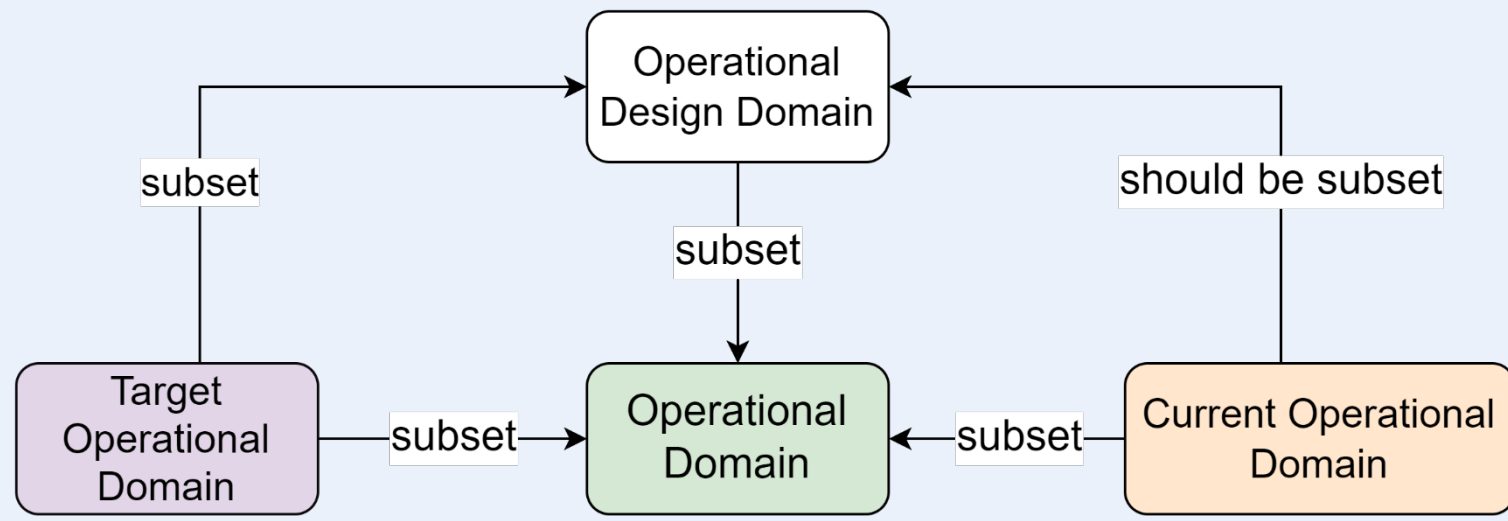 Operational
Design Domain
subset
should be subset
subset
Target
Operational
Domain
subset
Operational
Domain
subset
Current Operational
Domain